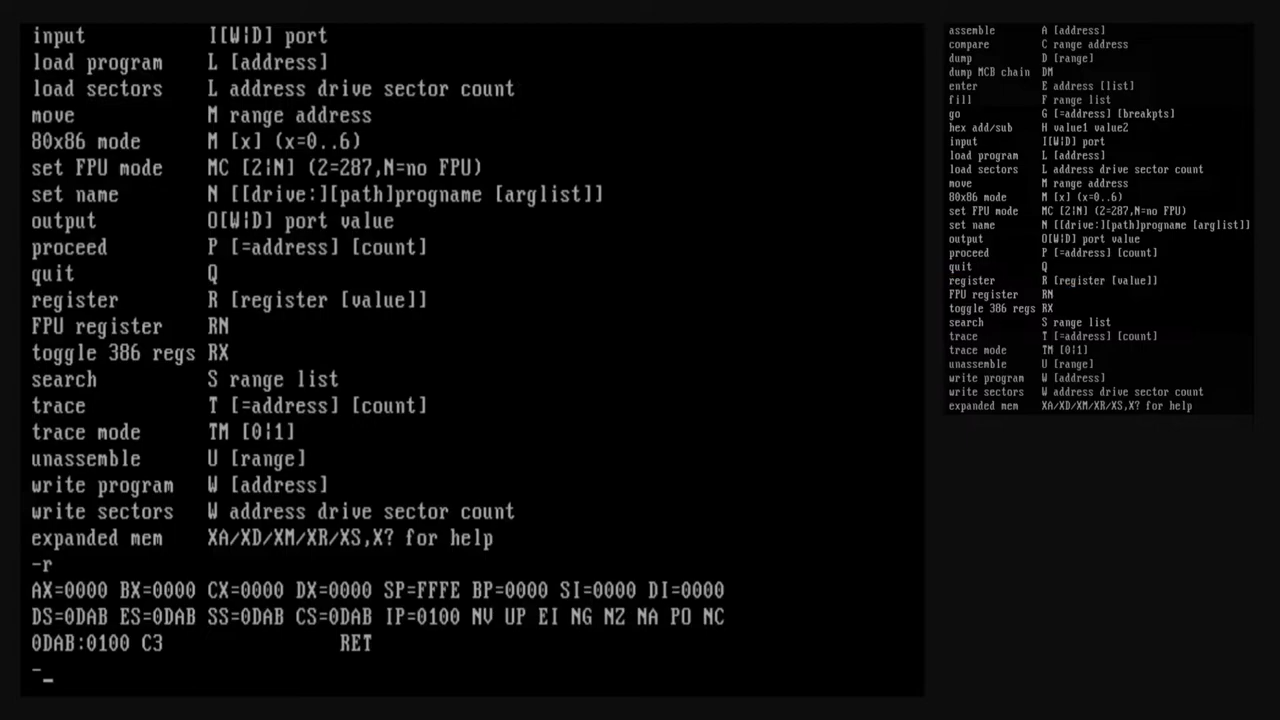 input I[W|D] port
load program L [address]
load sectors L address drive sector count
move M range address
80x86 mode M [x] (x=0..6)
set FPU mode MC [2|N] (2=287,N=no FPU)
set name N [[drive:][path]progname [arglist]]
output O[W|D] port value
proceed P [=address] [count]
quit Q
register R [register [value]]
FPU register RN
toggle 386 regs RX
search S range list
trace T [=address] [count]
trace mode TM [0|1]
unassemble U [range]
write program W [address]
write sectors W address drive sector count
expanded mem XA/XD/XM/XR/XS,X? for help
-r
AX=0000 BX=0000 CX=0000 DX=0000 SP=FFFE BP=0000 SI=0000 DI=0000
DS=0DAB ES=0DAB SS=0DAB CS=0DAB IP=0100 NV UP EI NG NZ NA PO NC
0DAB:0100 C3 RET
-_
assemble A [address]
compare C range address
dump D [range]
dump MCB chain DM
enter E address [list]
fill F range list
go G [=address] [breakpts]
hex add/sub H value1 value2
input I[W|D] port
load program L [address]
load sectors L address drive sector count
move M range address
80x86 mode M [x] (x=0..6)
set FPU mode MC [2|N] (2=287,N=no FPU)
set name N [[drive:][path]progname [arglist]]
output O[W|D] port value
proceed P [=address] [count]
quit Q
register R [register [value]]
FPU register RN
toggle 386 regs RX
search S range list
trace T [=address] [count]
trace mode TM [0|1]
unassemble U [range]
write program W [address]
write sectors W address drive sector count
expanded mem XA/XD/XM/XR/XS,X? for help